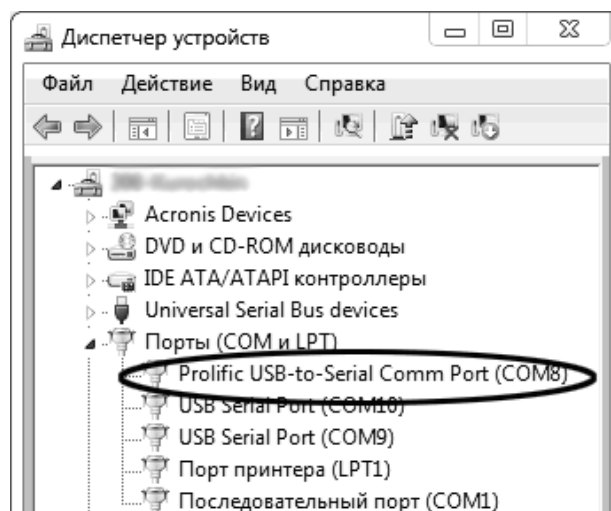 Диспетчер устройств
Файл Действие Вид Справка
Acronis Devices
DVD и CD-ROM дисководы
IDE ATA/ATAPI контроллеры
Universal Serial Bus devices
Порты (COM и LPT)
Prolific USB-to-Serial Comm Port (COM8)
USB Serial Port (COM10)
USB Serial Port (COM9)
Порт принтера (LPT1)
Последовательный порт (COM1)